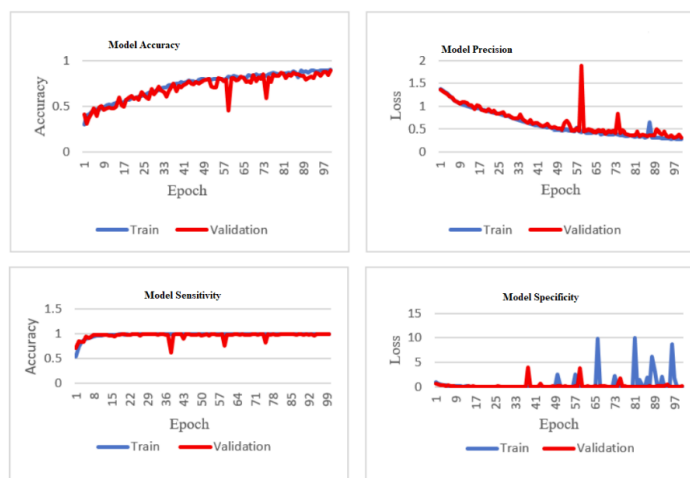 Model Accuracy
1
0.5
0
Accuracy
1 9 17 25 33 41 49 57 65 73 81 89 97
Epoch
Train Validation
Model Precision
2
1.5
1
0.5
0
Loss
1 9 17 25 33 41 49 57 65 73 81 89 97
Epoch
Train Validation
Model Sensitivity
1.5
1
0.5
0
Accuracy
1 8 15 22 29 36 43 50 57 64 71 78 85 92 99
Epoch
Train Validation
Model Specificity
15
10
5
0
Loss
1 9 17 25 33 41 49 57 65 73 81 89 97
Epoch
Train Validation